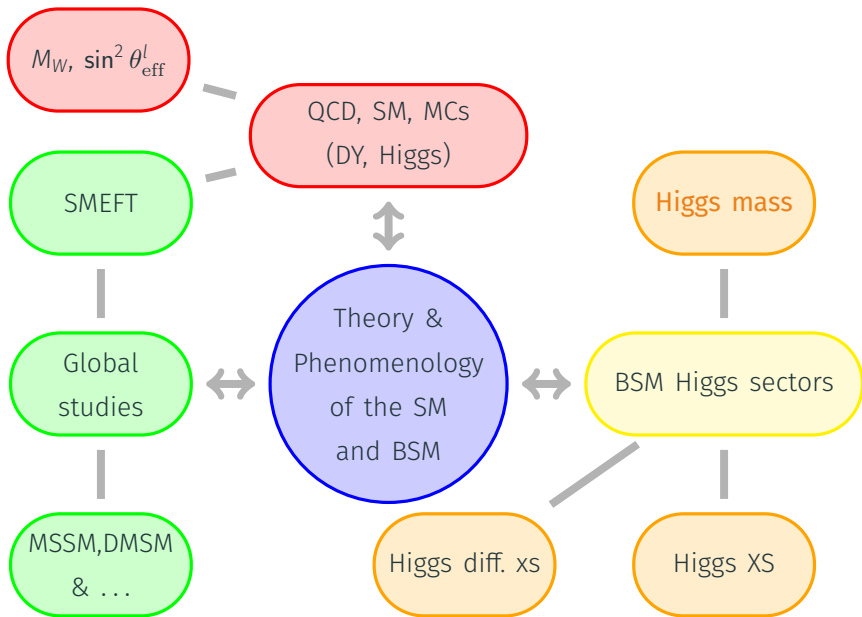 M_W, sin² θ^l_eff
QCD, SM, MCs
(DY, Higgs)
SMEFT
Higgs mass
Theory &
Phenomenology
of the SM
and BSM
Global
studies
BSM Higgs sectors
MSSM,DMSM
& ...
Higgs diff. xs
Higgs XS